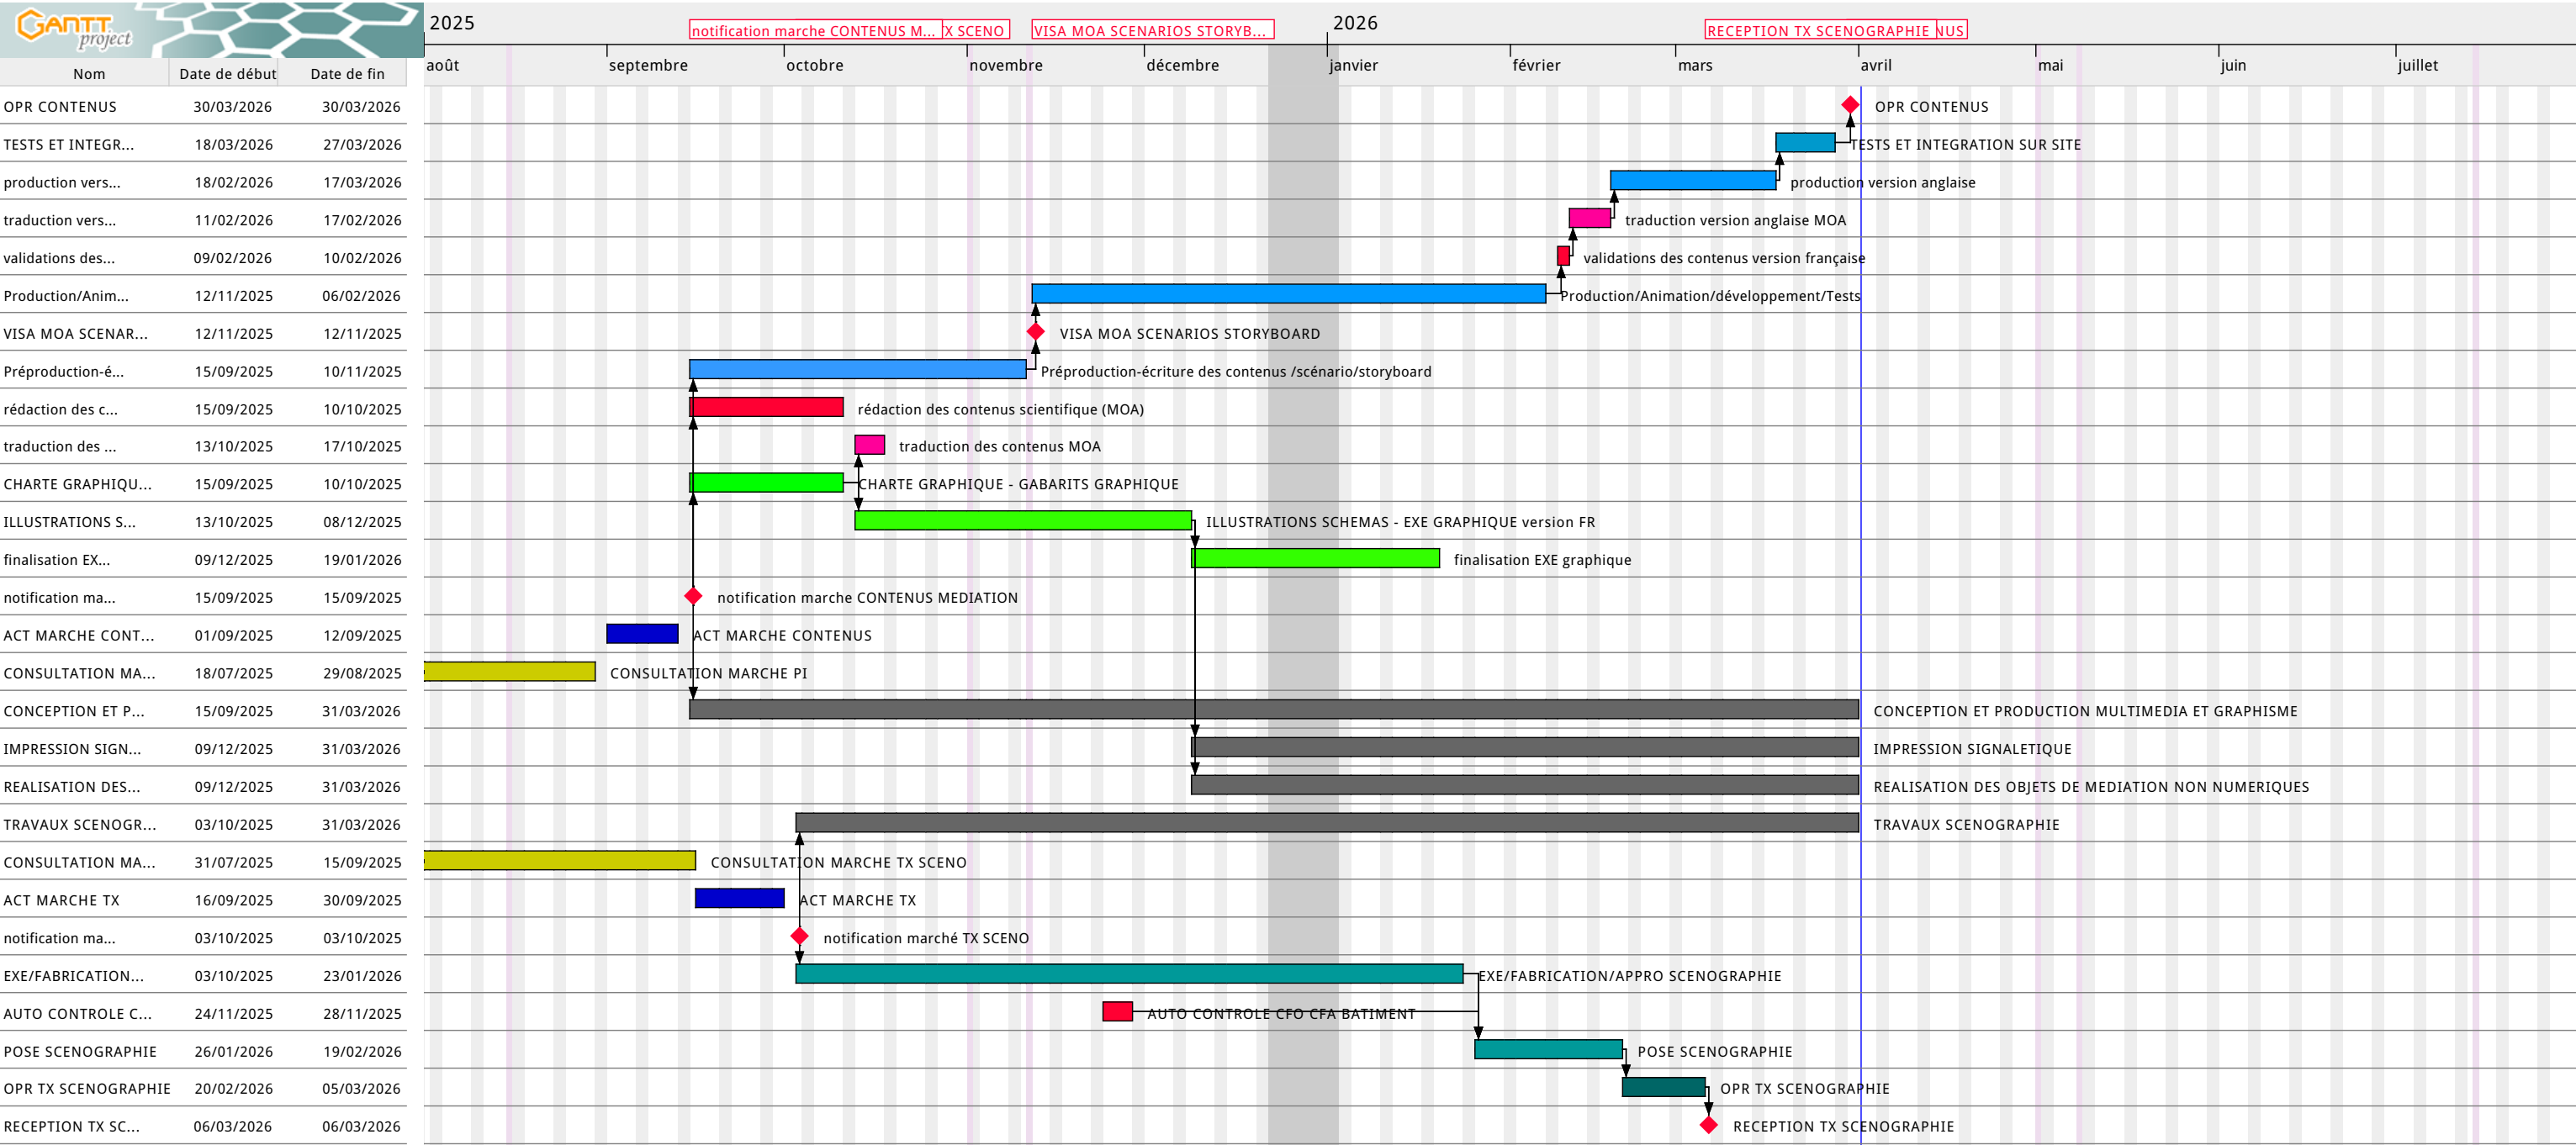 GANTT project
2025
2026
notification marche CONTENUS M...
TX SCENO
VISA MOA SCENARIOS STORYB...
RECEPTION TX SCENOGRAPHIE
NUS
Nom Date de début Date de fin
août septembre octobre novembre décembre janvier février mars avril mai juin juillet
OPR CONTENUS 30/03/2026 30/03/2026 OPR CONTENUS
TESTS ET INTEGR... 18/03/2026 27/03/2026 TESTS ET INTEGRATION SUR SITE
production vers... 18/02/2026 17/03/2026 production version anglaise
traduction vers... 11/02/2026 17/02/2026 traduction version anglaise MOA
validations des... 09/02/2026 10/02/2026 validations des contenus version française
Production/Anim... 12/11/2025 06/02/2026 Production/Animation/développement/Tests
VISA MOA SCENAR... 12/11/2025 12/11/2025 VISA MOA SCENARIOS STORYBOARD
Préproduction-é... 15/09/2025 10/11/2025 Préproduction-écriture des contenus /scénario/storyboard
rédaction des c... 15/09/2025 10/10/2025 rédaction des contenus scientifique (MOA)
traduction des ... 13/10/2025 17/10/2025 traduction des contenus MOA
CHARTE GRAPHIQU... 15/09/2025 10/10/2025 CHARTE GRAPHIQUE - GABARITS GRAPHIQUE
ILLUSTRATIONS S... 13/10/2025 08/12/2025 ILLUSTRATIONS SCHEMAS - EXE GRAPHIQUE version FR
finalisation EX... 09/12/2025 19/01/2026 finalisation EXE graphique
notification ma... 15/09/2025 15/09/2025 notification marche CONTENUS MEDIATION
ACT MARCHE CONT... 01/09/2025 12/09/2025 ACT MARCHE CONTENUS
CONSULTATION MA... 18/07/2025 29/08/2025 CONSULTATION MARCHE PI
CONCEPTION ET P... 15/09/2025 31/03/2026 CONCEPTION ET PRODUCTION MULTIMEDIA ET GRAPHISME
IMPRESSION SIGN... 09/12/2025 31/03/2026 IMPRESSION SIGNALETIQUE
REALISATION DES... 09/12/2025 31/03/2026 REALISATION DES OBJETS DE MEDIATION NON NUMERIQUES
TRAVAUX SCENOGR... 03/10/2025 31/03/2026 TRAVAUX SCENOGRAPHIE
CONSULTATION MA... 31/07/2025 15/09/2025 CONSULTATION MARCHE TX SCENO
ACT MARCHE TX 16/09/2025 30/09/2025 ACT MARCHE TX
notification ma... 03/10/2025 03/10/2025 notification marché TX SCENO
EXE/FABRICATION... 03/10/2025 23/01/2026 EXE/FABRICATION/APPRO SCENOGRAPHIE
AUTO CONTROLE C... 24/11/2025 28/11/2025 AUTO CONTROLE CFO CFA BATIMENT
POSE SCENOGRAPHIE 26/01/2026 19/02/2026 POSE SCENOGRAPHIE
OPR TX SCENOGRAPHIE 20/02/2026 05/03/2026 OPR TX SCENOGRAPHIE
RECEPTION TX SC... 06/03/2026 06/03/2026 RECEPTION TX SCENOGRAPHIE